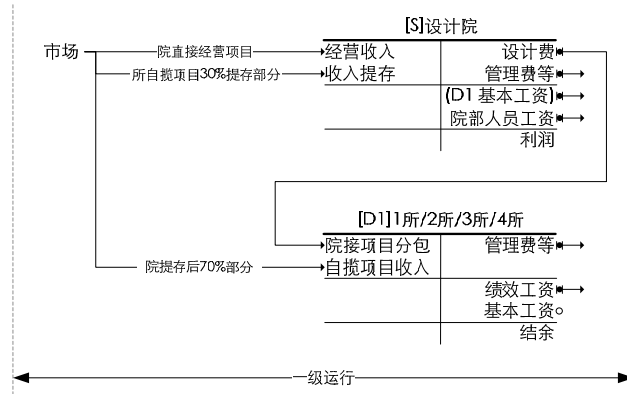 [S]设计院
市场
院直接经营项目
经营收入
设计费
所自揽项目30%提存部分
收入提存
管理费等
(D1 基本工资)
院部人员工资
利润
[D1]1所/2所/3所/4所
院接项目分包
管理费等
院提存后70%部分
自揽项目收入
绩效工资
基本工资
结余
一级运行